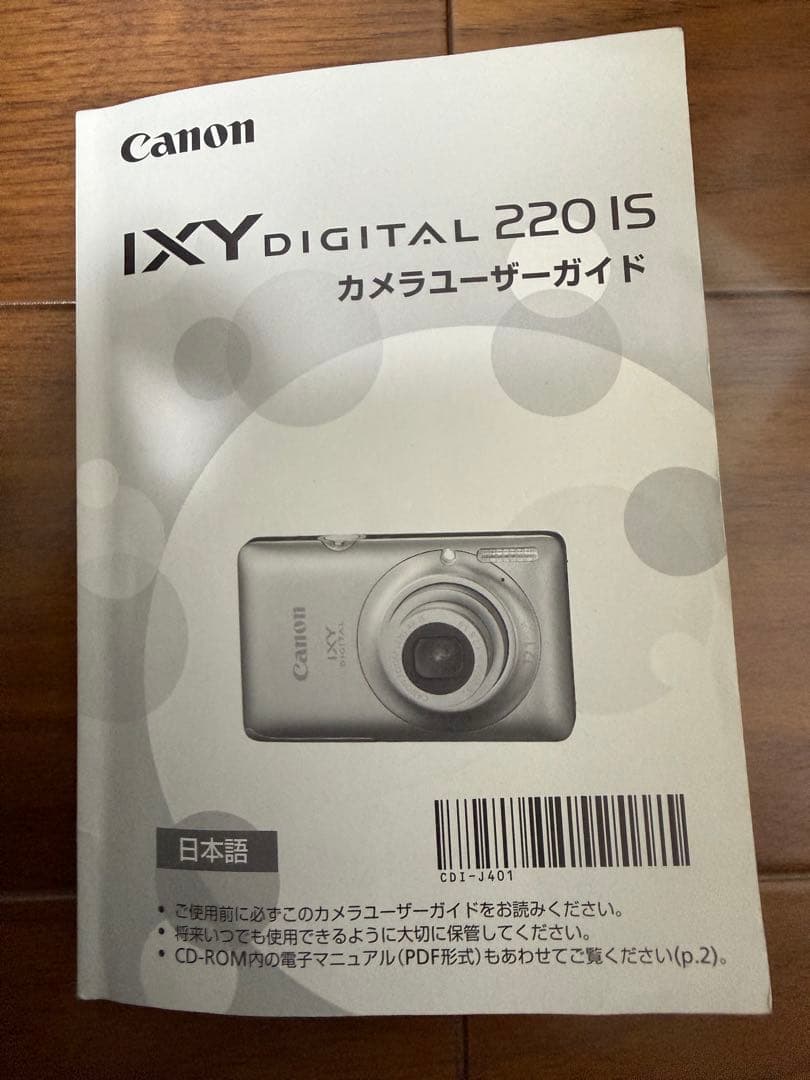 Canon
IXY DIGITAL 220 IS
カメラユーザーガイド
Canon
IXY
DIGITAL
日本語
CDI-J401
• ご使用前に必ずこのカメラユーザーガイドをお読みください。
• 将来いつでも使用できるように大切に保管してください。
• CD-ROM内の電子マニュアル(PDF形式)もあわせてご覧ください(p.2)。